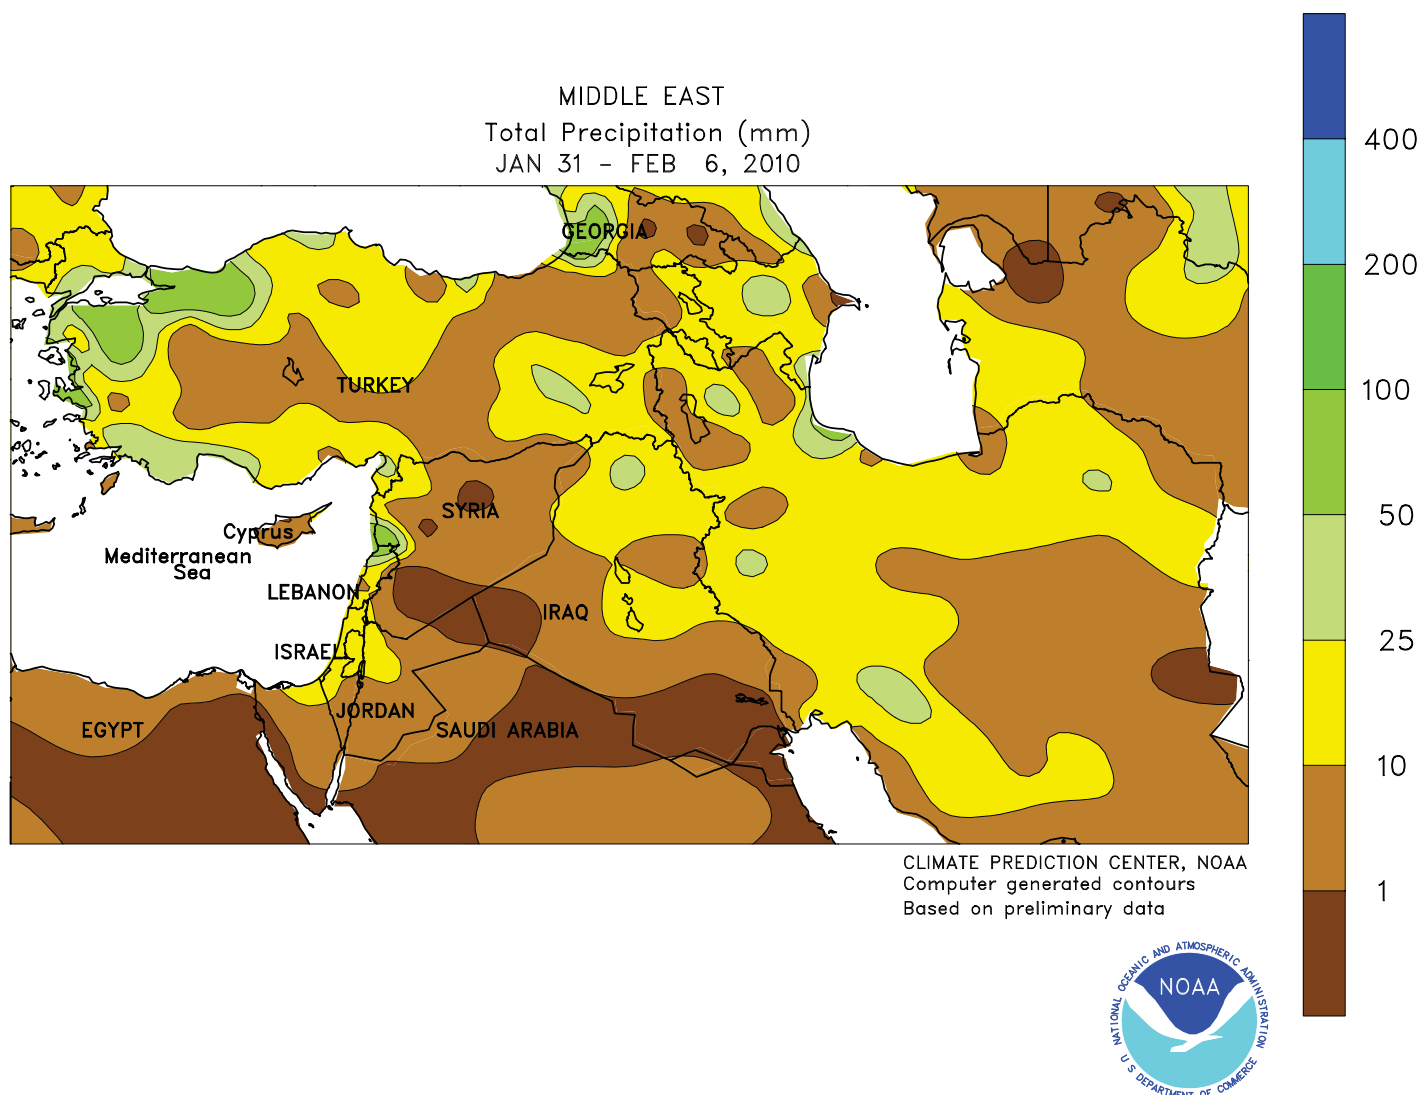 MIDDLE EAST
Total Precipitation (mm)
JAN 31 – FEB 6, 2010
400
200
100
50
25
10
1
GEORGIA
TURKEY
SYRIA
Cyprus
Mediterranean
Sea
LEBANON
IRAQ
ISRAEL
JORDAN
EGYPT
SAUDI ARABIA
CLIMATE PREDICTION CENTER, NOAA
Computer generated contours
Based on preliminary data
NATIONAL OCEANIC AND ATMOSPHERIC ADMINISTRATION
NOAA
U S DEPARTMENT OF COMMERCE